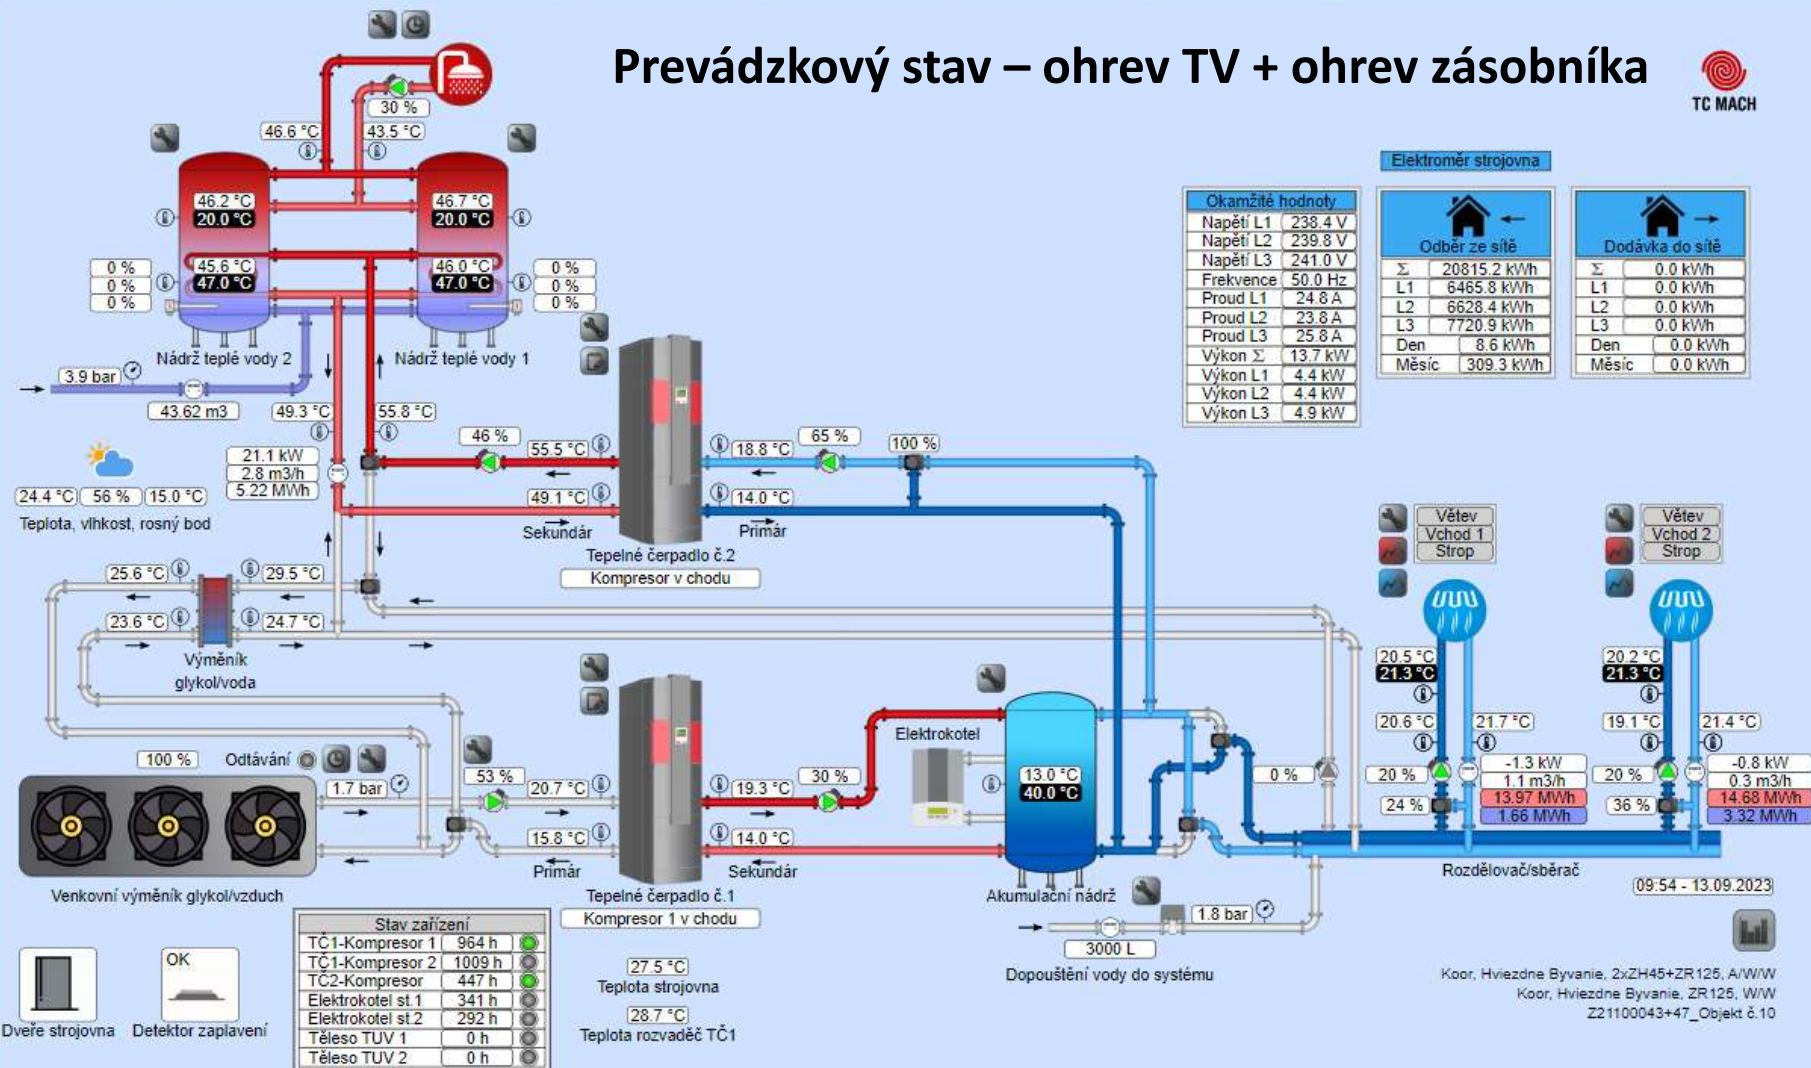 Prevádzkový stav – ohrev TV + ohrev zásobníka
TC MACH
30 %
46.6 °C
43.5 °C
46.2 °C
20.0 °C
46.7 °C
20.0 °C
45.6 °C
47.0 °C
46.0 °C
47.0 °C
0 %
0 %
0 %
0 %
0 %
0 %
Nádrž teplé vody 2
Nádrž teplé vody 1
3.9 bar
43.62 m3
49.3 °C
55.8 °C
21.1 kW
2.8 m3/h
5.22 MWh
24.4 °C
56 %
15.0 °C
Teplota, vlhkost, rosný bod
46 %
55.5 °C
49.1 °C
Sekundár
18.8 °C
14.0 °C
Primár
65 %
100 %
Tepelné čerpadlo č.2
Kompresor v chodu
Elektroměr strojovna
Okamžité hodnoty
Napětí L1 238.4 V
Napětí L2 239.8 V
Napětí L3 241.0 V
Frekvence 50.0 Hz
Proud L1 24.8 A
Proud L2 23.8 A
Proud L3 25.8 A
Výkon Σ 13.7 kW
Výkon L1 4.4 kW
Výkon L2 4.4 kW
Výkon L3 4.9 kW
Odběr ze sítě
Σ 20815.2 kWh
L1 6465.8 kWh
L2 6628.4 kWh
L3 7720.9 kWh
Den 8.6 kWh
Měsíc 309.3 kWh
Dodávka do sítě
Σ 0.0 kWh
L1 0.0 kWh
L2 0.0 kWh
L3 0.0 kWh
Den 0.0 kWh
Měsíc 0.0 kWh
25.6 °C
29.5 °C
23.6 °C
24.7 °C
Výměník
glykol/voda
100 %
Odtávání
1.7 bar
53 %
20.7 °C
15.8 °C
Primár
19.3 °C
14.0 °C
Sekundár
30 %
Venkovní výměník glykol/vzduch
Tepelné čerpadlo č.1
Kompresor 1 v chodu
Elektrokotel
13.0 °C
40.0 °C
Akumulační nádrž
1.8 bar
3000 L
Dopouštění vody do systému
0 %
Větev
Vchod 1
Strop
20.5 °C
21.3 °C
20.6 °C
21.7 °C
20 %
24 %
-1.3 kW
1.1 m3/h
13.97 MWh
1.66 MWh
Větev
Vchod 2
Strop
20.2 °C
21.3 °C
19.1 °C
21.4 °C
20 %
36 %
-0.8 kW
0.3 m3/h
14.68 MWh
3.32 MWh
Rozdělovač/sběrač
09:54 - 13.09.2023
Stav zařízení
TČ1-Kompresor 1 964 h
TČ1-Kompresor 2 1009 h
TČ2-Kompresor 447 h
Elektrokotel st.1 341 h
Elektrokotel st.2 292 h
Těleso TUV 1 0 h
Těleso TUV 2 0 h
Dveře strojovna
OK
Detektor zaplavení
27.5 °C
Teplota strojovna
28.7 °C
Teplota rozvaděč TČ1
Koor, Hviezdne Byvanie, 2xZH45+ZR125, A/W/W
Koor, Hviezdne Byvanie, ZR125, W/W
Z21100043+47_Objekt č.10